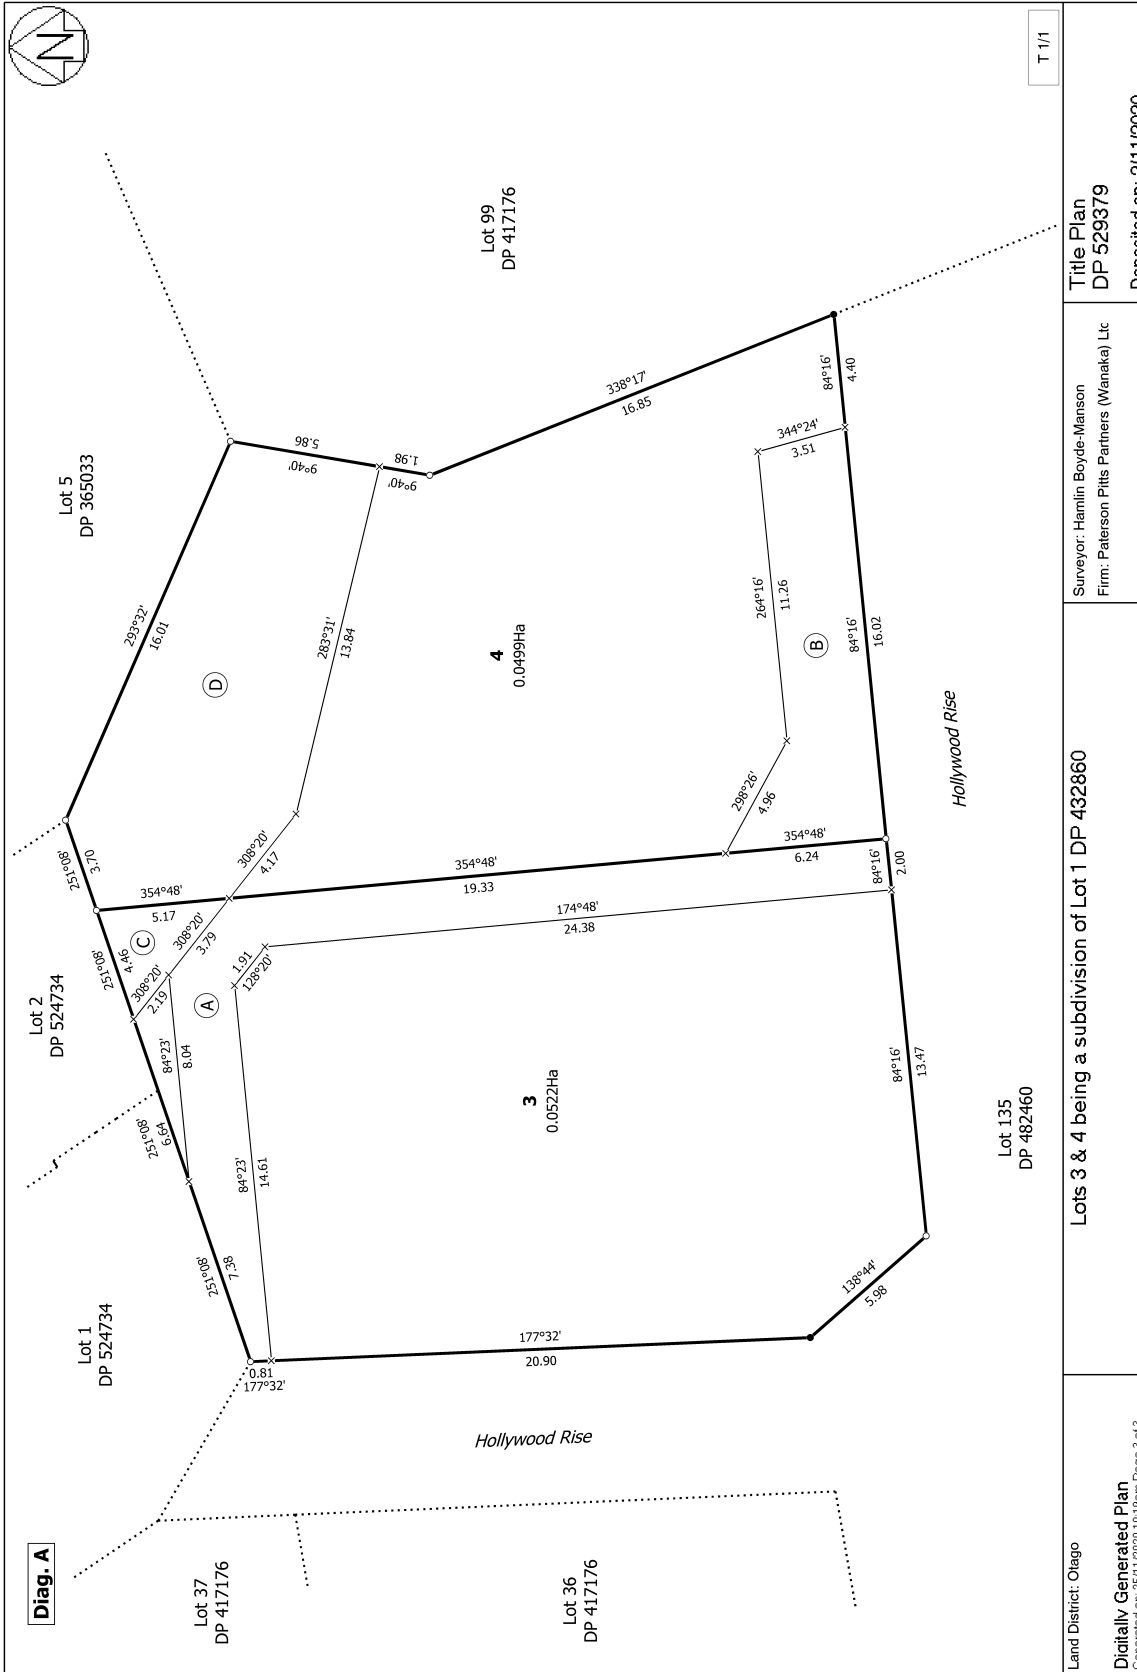 Diag. A
N
T 1/1
Lot 1
DP 524734
Lot 2
DP 524734
Lot 5
DP 365033
Lot 99
DP 417176
Lot 37
DP 417176
Lot 36
DP 417176
Lot 135
DP 482460
Hollywood Rise
Hollywood Rise
3
0.0522Ha
4
0.0499Ha
A
B
C
D
251°08'
7.38
251°08'
6.64
251°08'
4.46
251°08'
3.70
293°32'
16.01
9°40'
5.86
9°40'
1.98
338°17'
16.85
84°16'
4.40
84°16'
16.02
84°16'
2.00
84°16'
13.47
138°44'
5.98
177°32'
20.90
0.81
177°32'
84°23'
14.61
84°23'
8.04
308°20'
2.19
308°20'
3.79
308°20'
4.17
1.91
128°20'
174°48'
24.38
354°48'
5.17
354°48'
19.33
354°48'
6.24
283°31'
13.84
298°26'
4.96
264°16'
11.26
344°24'
3.51
Land District: Otago
Digitally Generated Plan
Lots 3 & 4 being a subdivision of Lot 1 DP 432860
Surveyor: Hamlin Boyde-Manson
Firm: Paterson Pitts Partners (Wanaka) Ltd
Title Plan
DP 529379
Deposited on: 2/11/2020